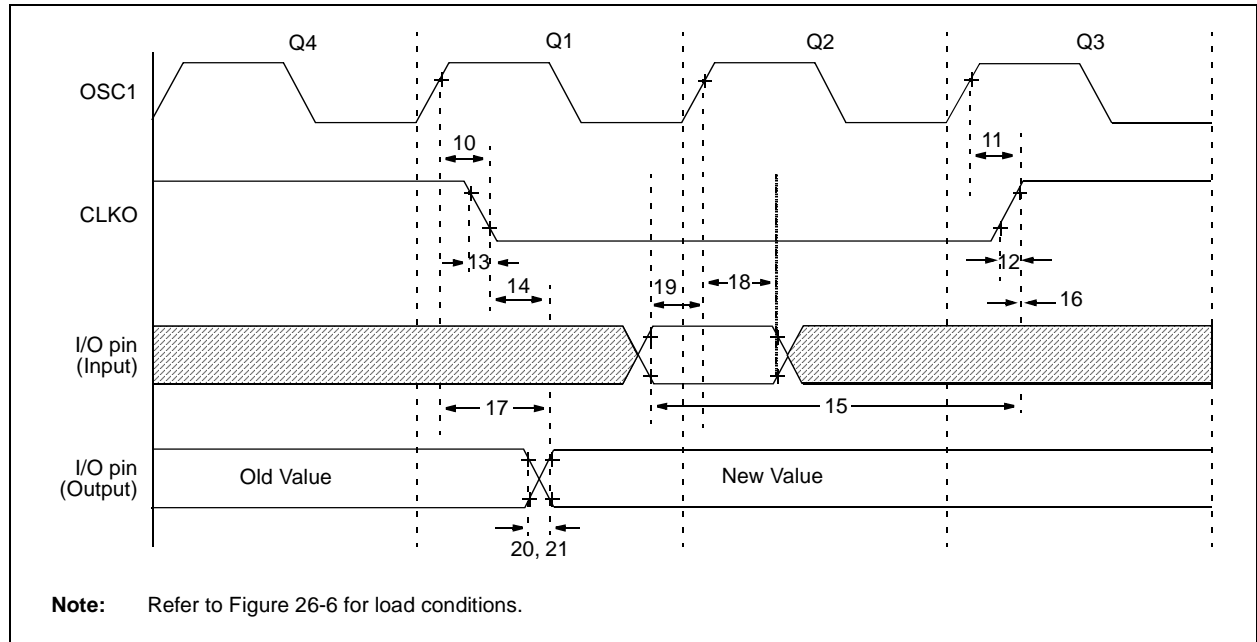 Q4 Q1 Q2 Q3
OSC1
10 11
CLKO
13 12
14 19 18 16
I/O pin
(Input)
17 15
I/O pin
(Output)
Old Value New Value
20, 21
Note: Refer to Figure 26-6 for load conditions.